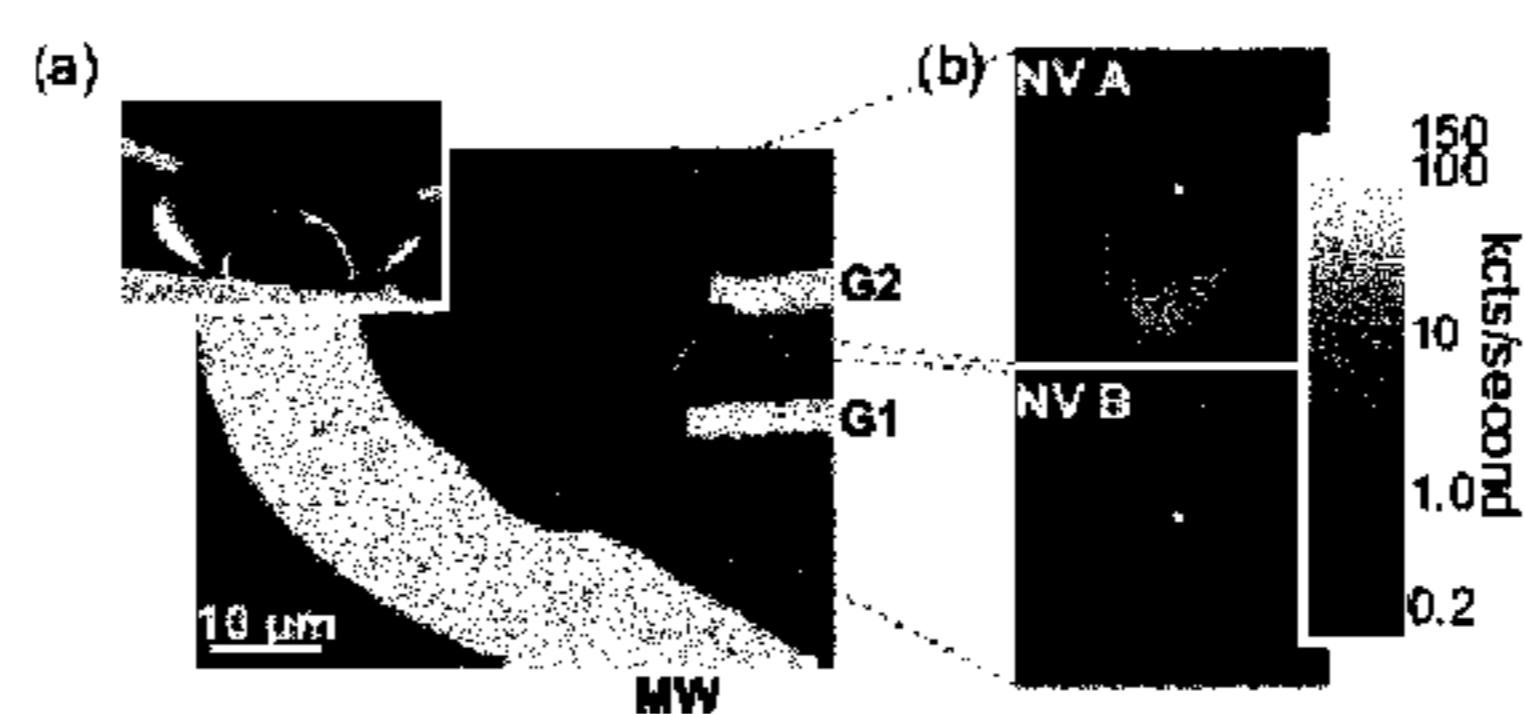 (a)
(b)
NV A
150
100
G2
10
kcts/second
NV B
G1
1.0
0.2
10 μm
MW